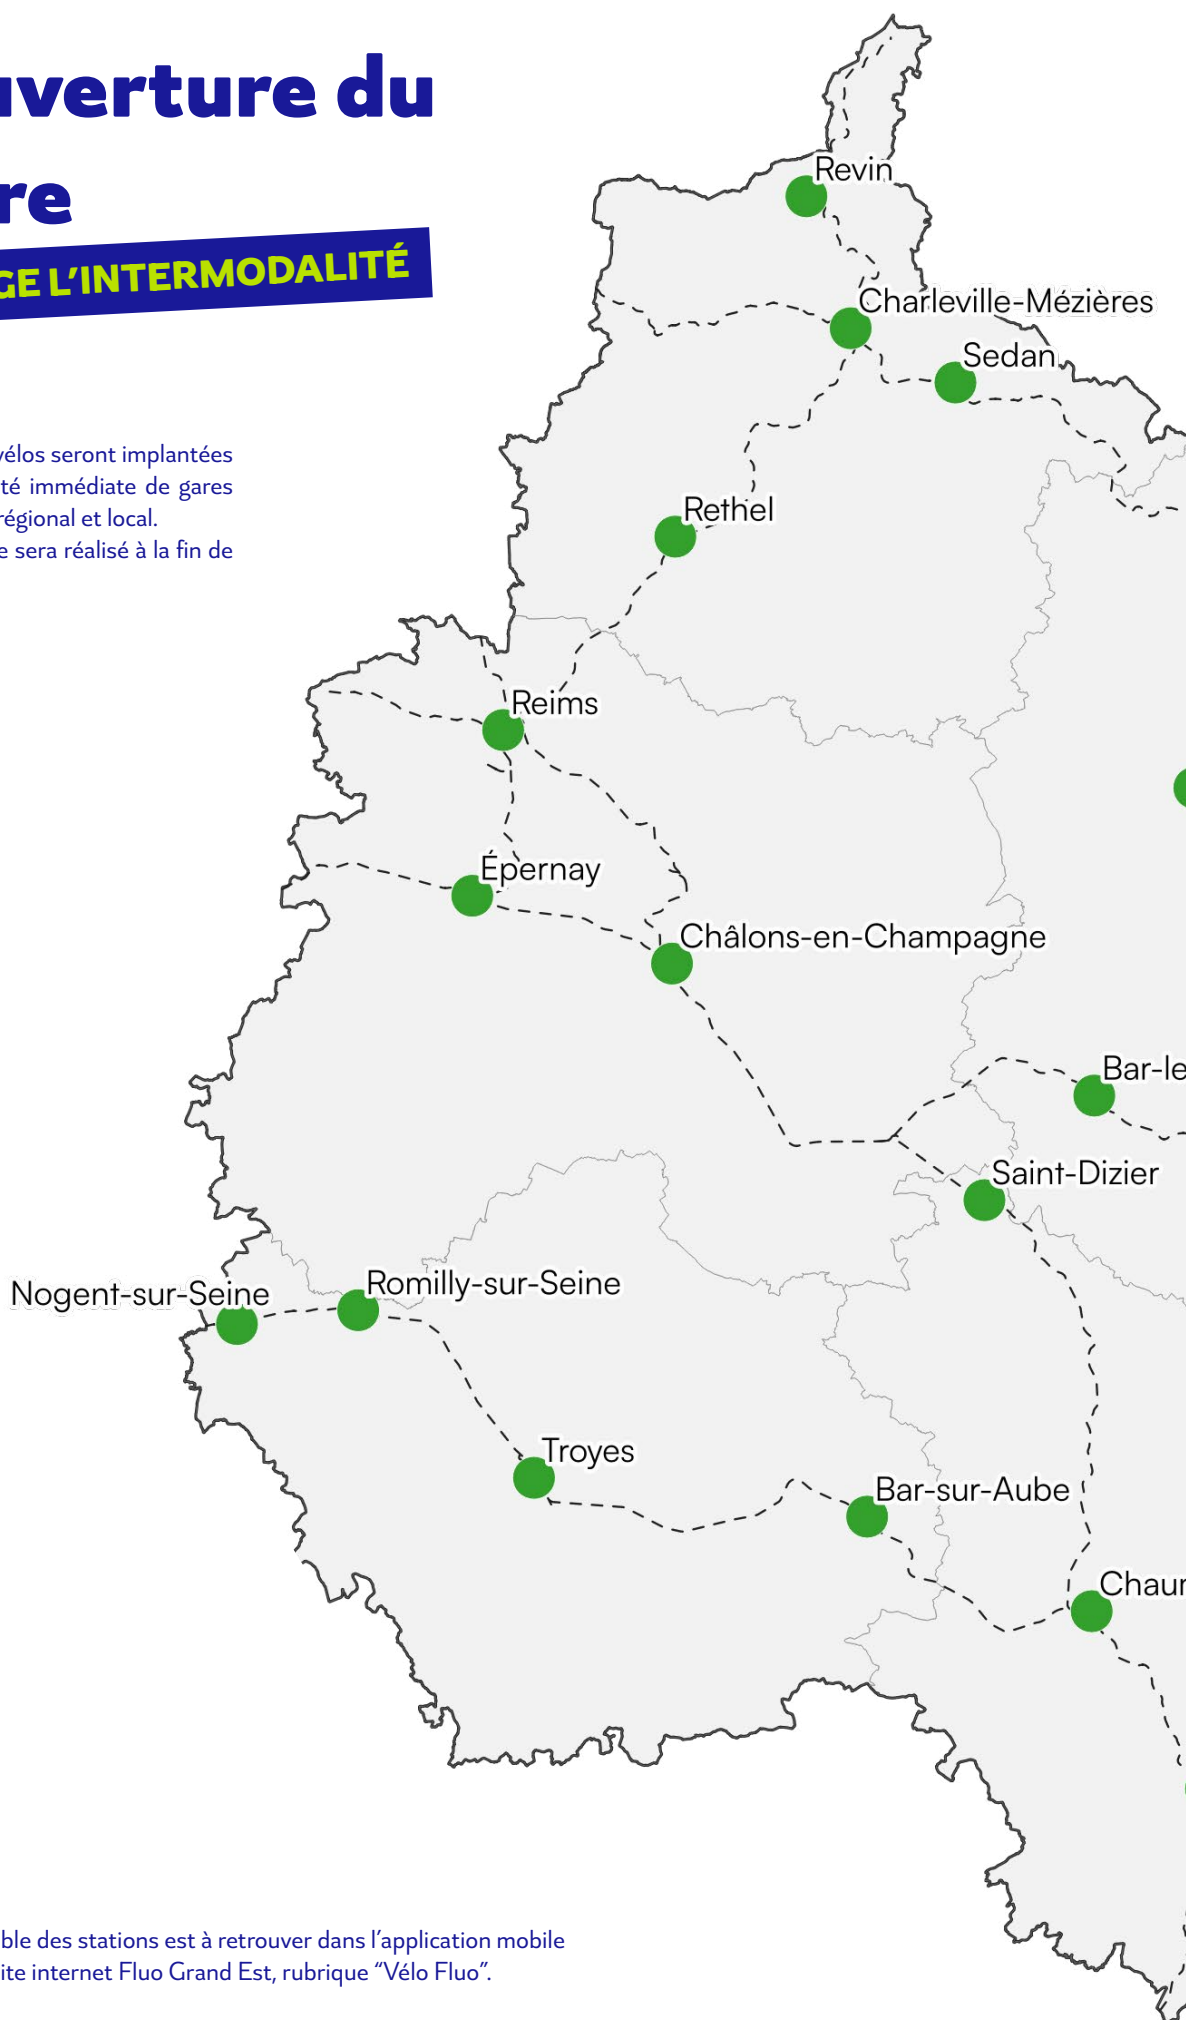 uverture du
re
GE L'INTERMODALITÉ
vélos seront implantées
té immédiate de gares
régional et local.
e sera réalisé à la fin de
Revin
Charleville-Mézières
Sedan
Rethel
Reims
Épernay
Châlons-en-Champagne
Bar-le
Saint-Dizier
Nogent-sur-Seine
Romilly-sur-Seine
Troyes
Bar-sur-Aube
Chaur
ble des stations est à retrouver dans l'application mobile
ite internet Fluo Grand Est, rubrique “Vélo Fluo”.